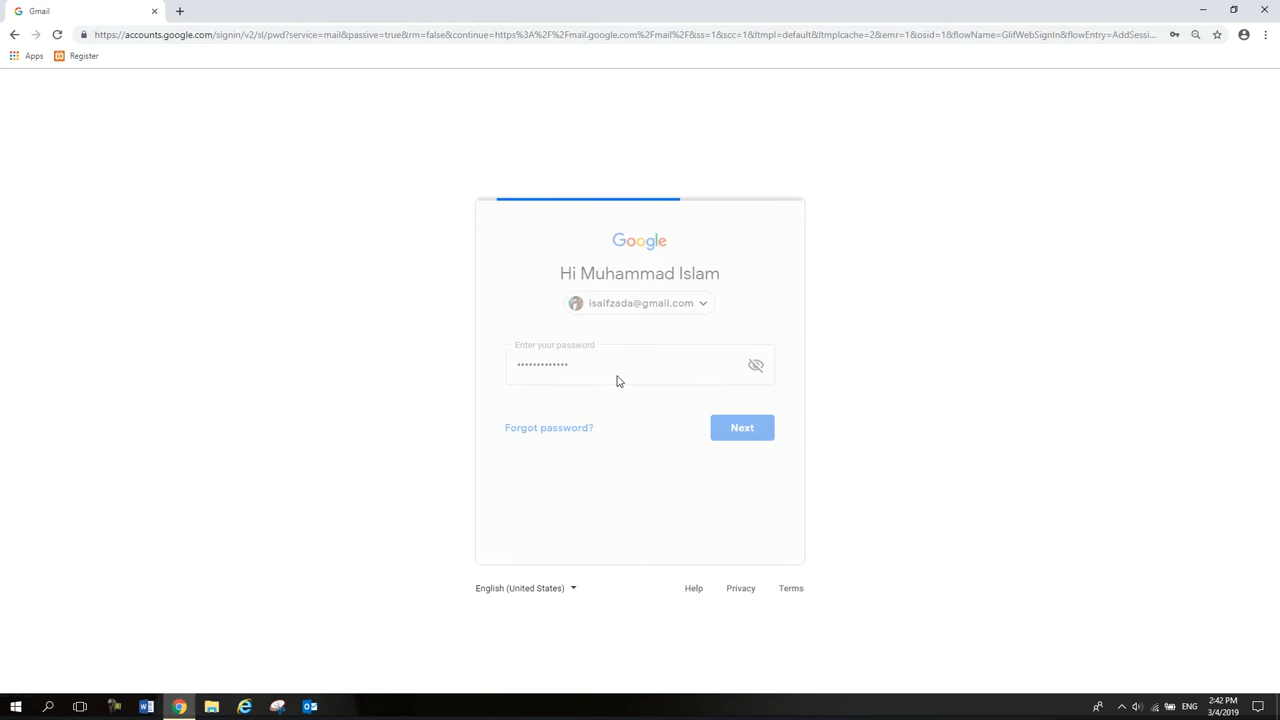 Gmail
https://accounts.google.com/signin/v2/sl/pwd?service=mail&passive=true&rm=false&continue=https%3A%2F%2Fmail.google.com%2Fmail%2F&ss=1&scc=1&ltmpl=default&ltmplcache=2&emr=1&osid=1&flowName=GlifWebSignIn&flowEntry=AddSessi...
Apps Register
Google
Hi Muhammad Islam
isaifzada@gmail.com
Enter your password
•••••••••••••
Forgot password? Next
English (United States) Help Privacy Terms
ENG 2:42 PM
3/4/2019